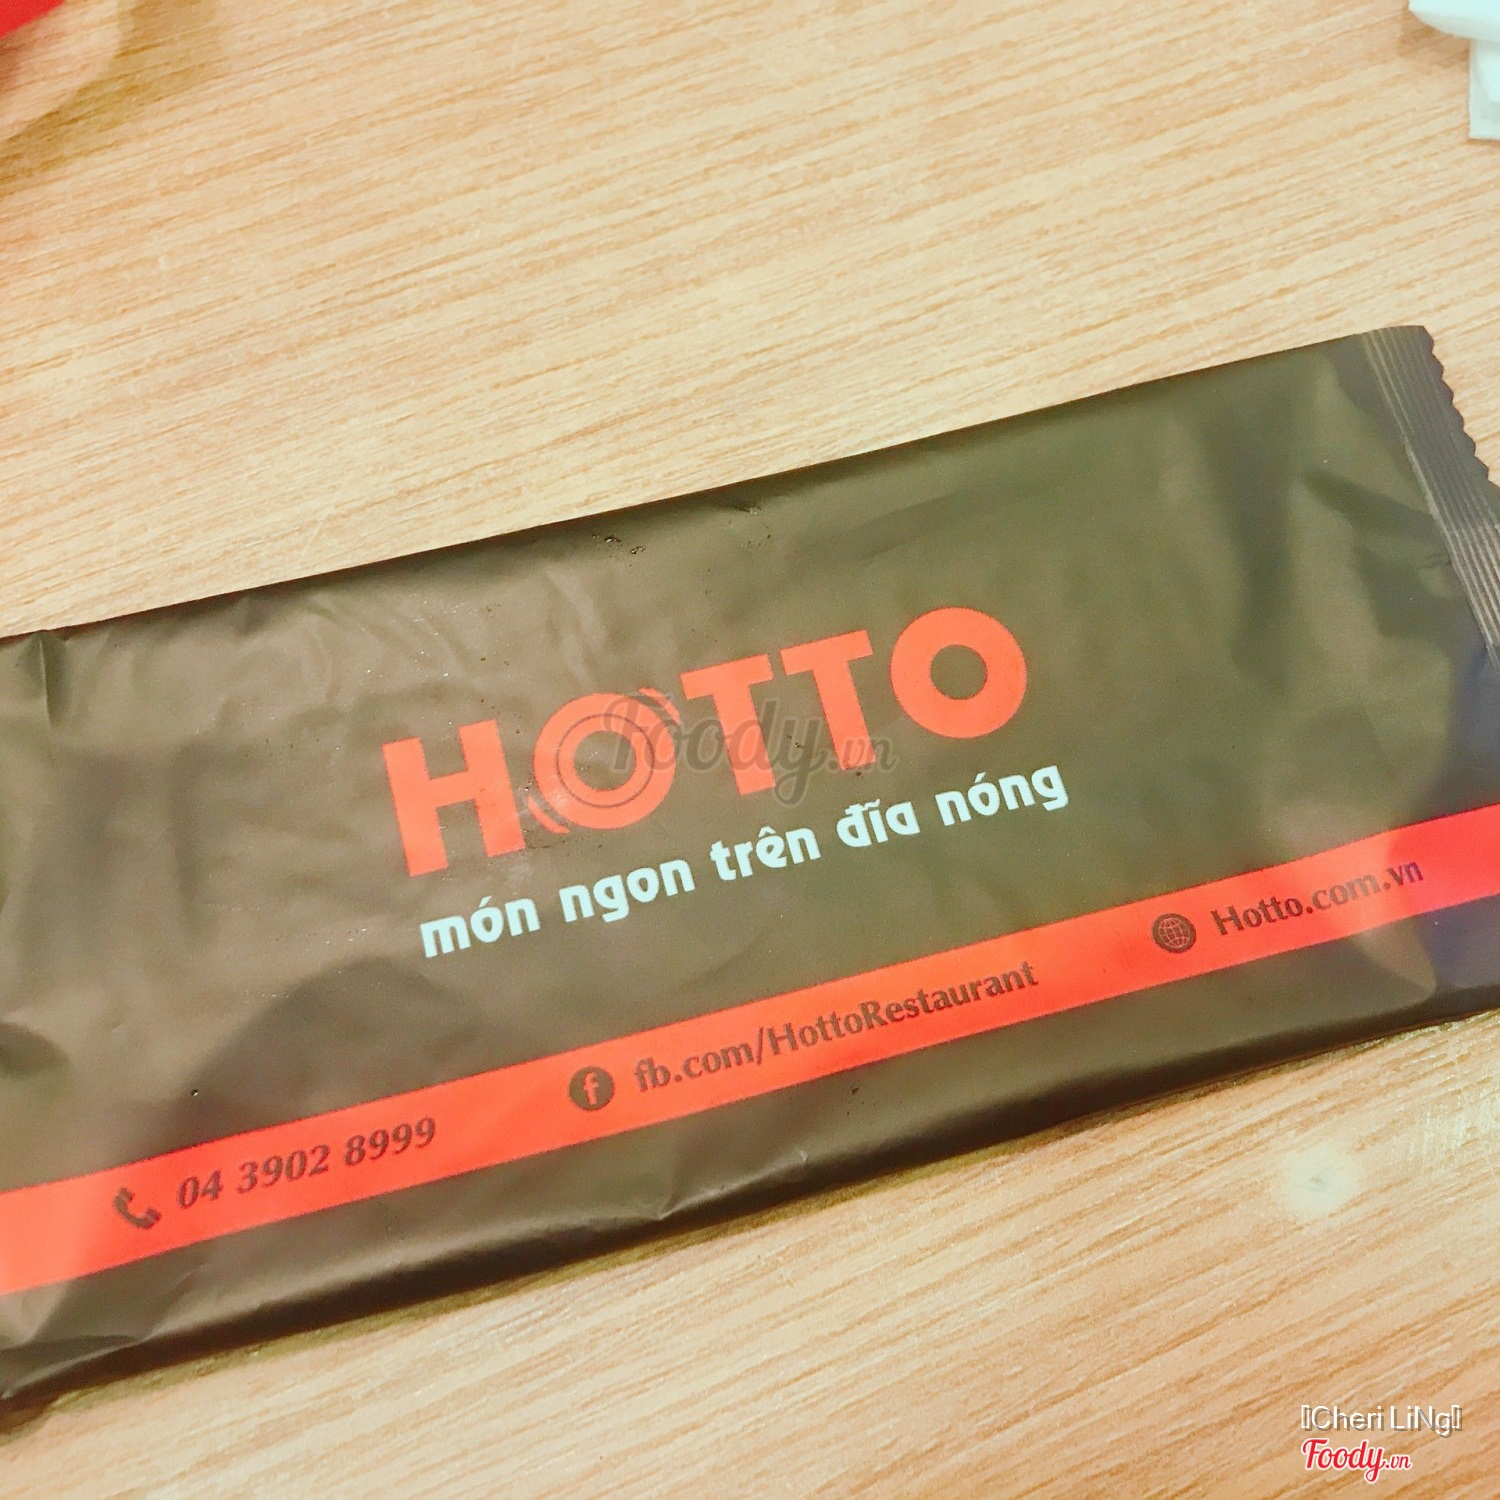 HOTTO
Foody.vn
món ngon trên đĩa nóng
04 3902 8999
fb.com/HottoRestaurant
Hotto.com.vn
Cheri LiNg
Foody.vn